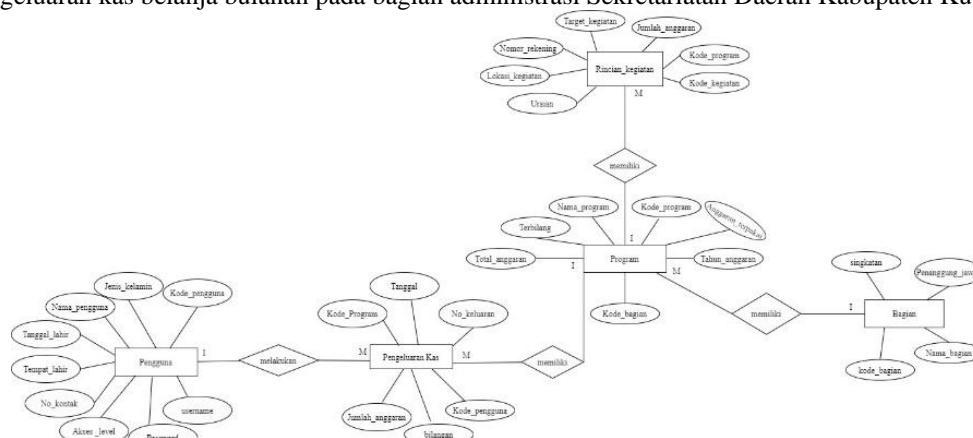 kas belanja bulanan pada bagian administrasi Sekretariatan Daerah Kabupaten
Target_kegiatan
Jumlah_anggaran
Nomor_rekening
Rincian_kegiatan
Kode_program
Lokasi_kegiatan
Kode_kegiatan
Uraian
M
memiliki
Nama_program
Kode_program
Anggaran_terpakai
Terbilang
1
Total_anggaran
1
Program
Tahun_anggaran
M
Kode_bagian
memiliki
singkatan
Penanggung_jaw
1
Bagian
kode_bagian
Nama_bagian
Jenis_kelamin
Kode_pengguna
Nama_pengguna
Tanggal_lahir
Tempat_lahir
Pengguna
1
No_kontak
username
Akses_level
melakukan
Tanggal
Kode_Program
No_keluaran
M
Pengeluaran Kas
M
memiliki
Jumlah_anggaran
Kode_pengguna
bilangan